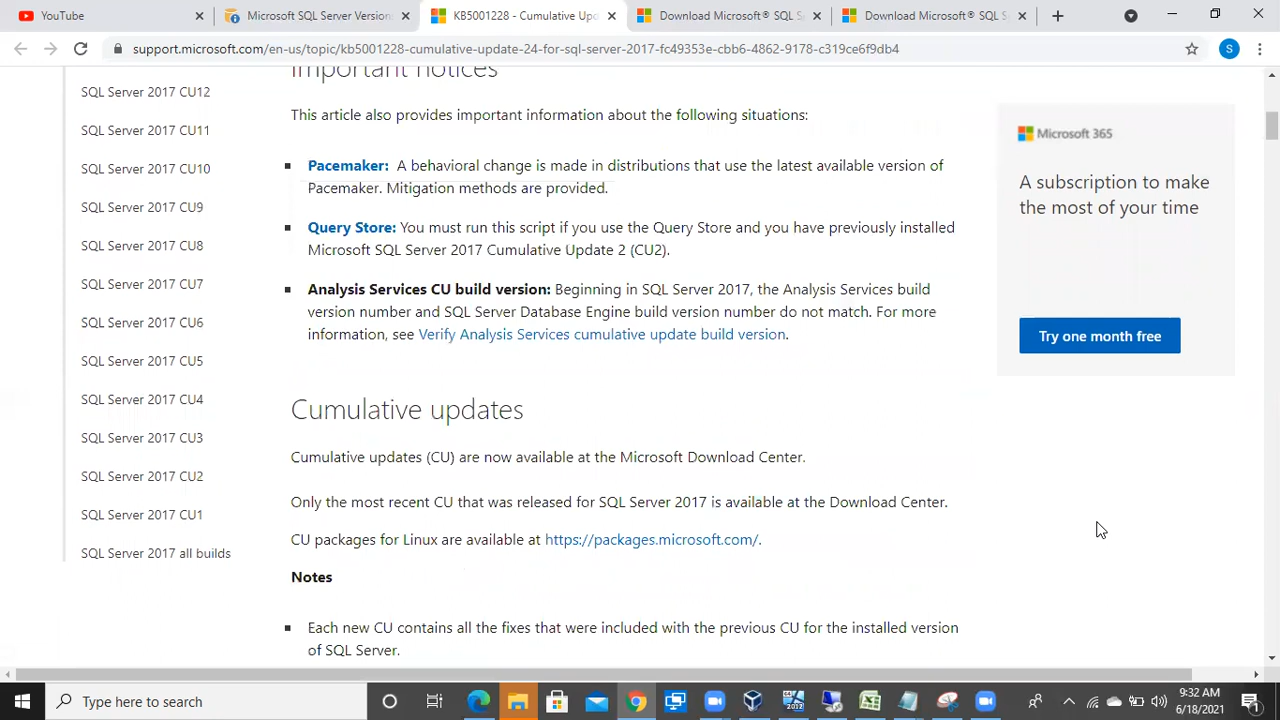 YouTube
Microsoft SQL Server Version
KB5001228 - Cumulative Upd
Download Microsoft® SQL S
Download Microsoft® SQL S
support.microsoft.com/en-us/topic/kb5001228-cumulative-update-24-for-sql-server-2017-fc49353e-cbb6-4862-9178-c319ce6f9db4
S
SQL Server 2017 CU12
SQL Server 2017 CU11
SQL Server 2017 CU10
SQL Server 2017 CU9
SQL Server 2017 CU8
SQL Server 2017 CU7
SQL Server 2017 CU6
SQL Server 2017 CU5
SQL Server 2017 CU4
SQL Server 2017 CU3
SQL Server 2017 CU2
SQL Server 2017 CU1
SQL Server 2017 all builds
Important notices
This article also provides important information about the following situations:
Pacemaker: A behavioral change is made in distributions that use the latest available version of
Pacemaker. Mitigation methods are provided.
Query Store: You must run this script if you use the Query Store and you have previously installed
Microsoft SQL Server 2017 Cumulative Update 2 (CU2).
Analysis Services CU build version: Beginning in SQL Server 2017, the Analysis Services build
version number and SQL Server Database Engine build version number do not match. For more
information, see Verify Analysis Services cumulative update build version.
Cumulative updates
Cumulative updates (CU) are now available at the Microsoft Download Center.
Only the most recent CU that was released for SQL Server 2017 is available at the Download Center.
CU packages for Linux are available at https://packages.microsoft.com/.
Notes
Each new CU contains all the fixes that were included with the previous CU for the installed version
of SQL Server.
Microsoft 365
A subscription to make
the most of your time
Try one month free
Type here to search
2012
9:32 AM
6/18/2021
1